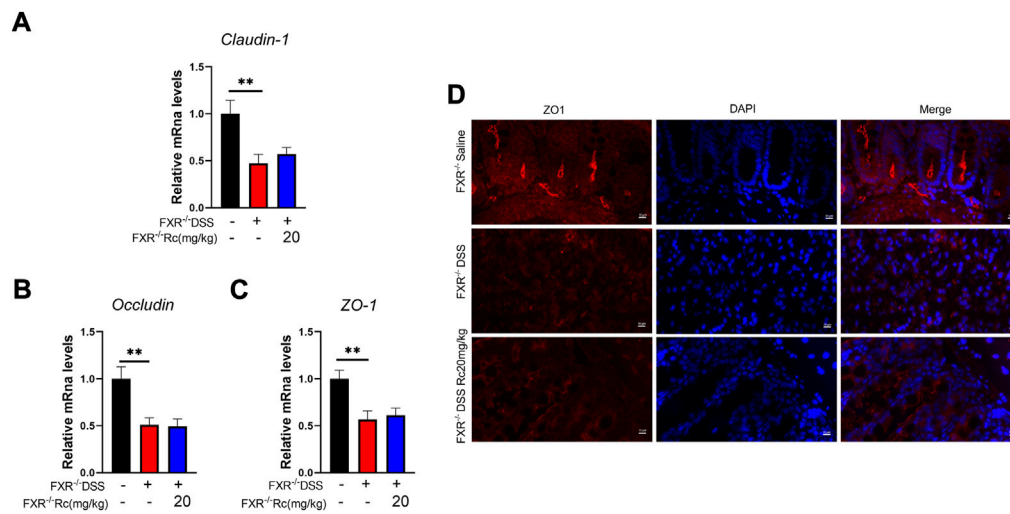 A
Claudin-1
Relative mRna levels
1.5
1.0
0.5
0.0
**
FXR-/-DSS - + +
FXR-/-Rc(mg/kg) - - 20
B
Occludin
Relative mRNA levels
1.5
1.0
0.5
0.0
**
FXR-/-DSS - + +
FXR-/-Rc(mg/kg) - - 20
C
ZO-1
Relative mRNA levels
1.5
1.0
0.5
0.0
**
FXR-/-DSS - + +
FXR-/-Rc(mg/kg) - - 20
D
ZO1 DAPI Merge
FXR-/- Saline
FXR-/- DSS
FXR-/- DSS Rc20mg/kg